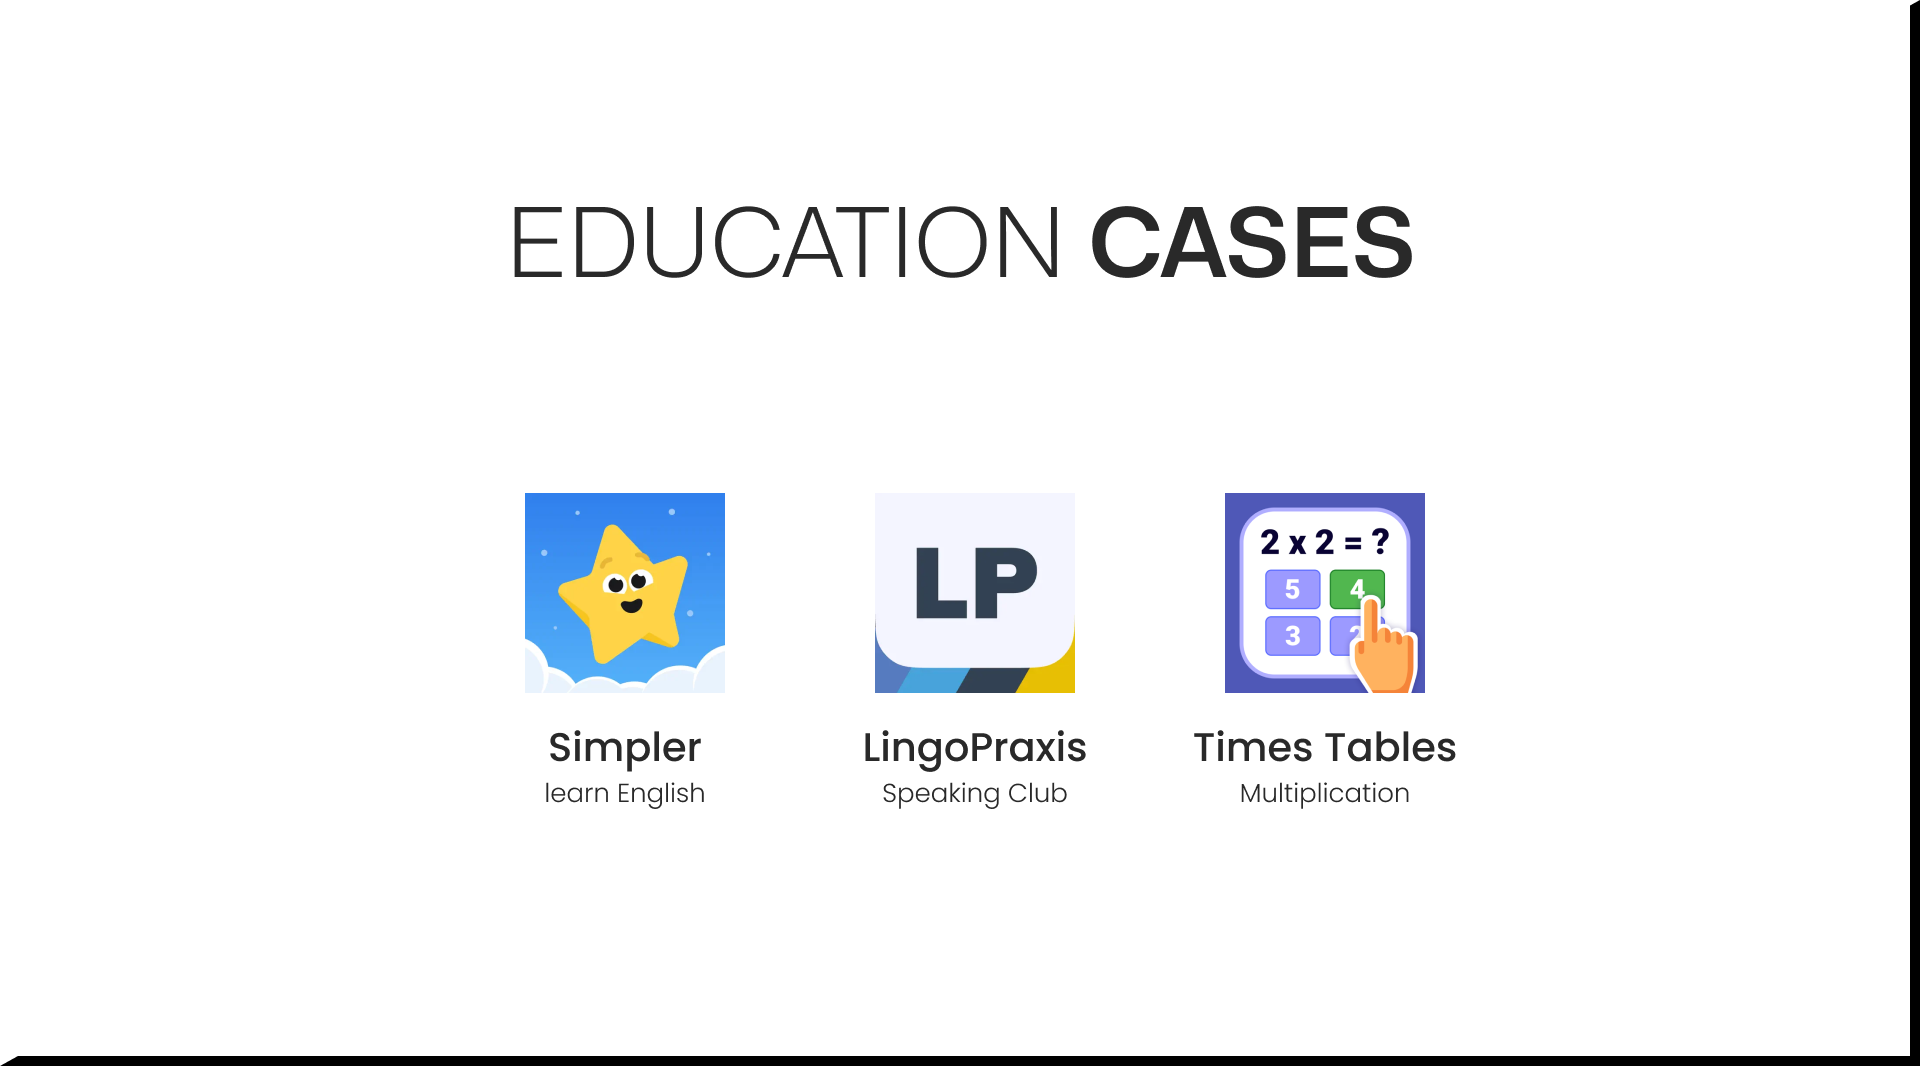 EDUCATION CASES
LP
2 x 2 = ?
5 4
3
Simpler
learn English
LingoPraxis
Speaking Club
Times Tables
Multiplication